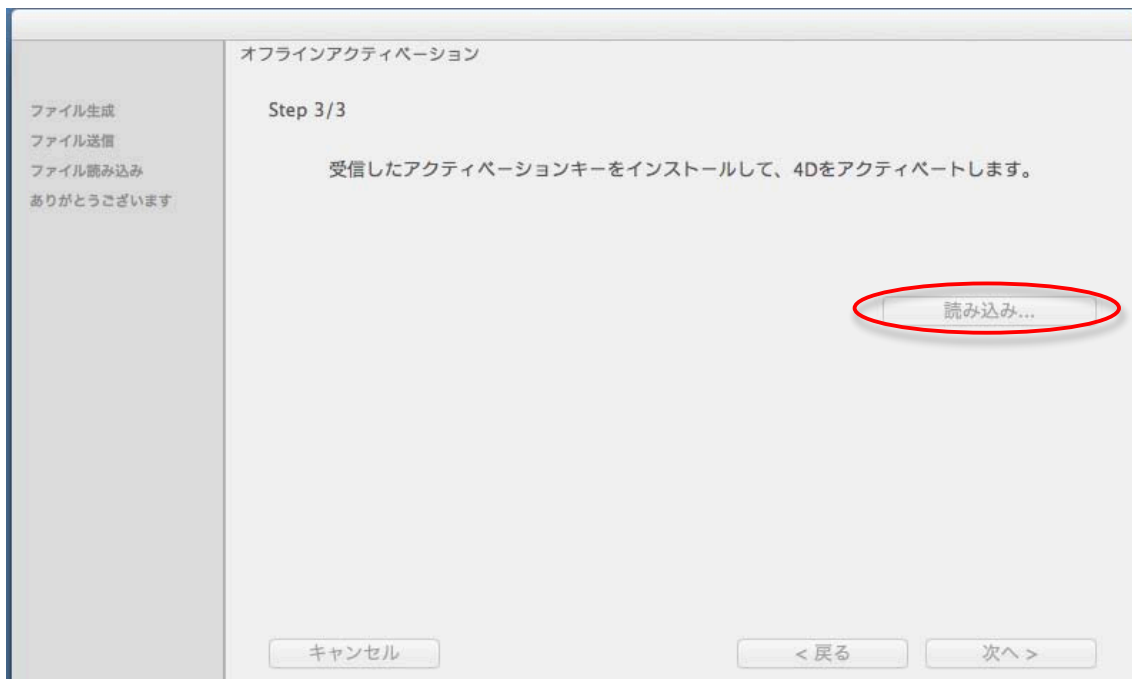 オフラインアクティベーション
ファイル生成
ファイル送信
ファイル読み込み
ありがとうございます
Step 3/3
受信したアクティベーションキーをインストールして、4Dをアクティベートします。
読み込み...
キャンセル
< 戻る
次へ >